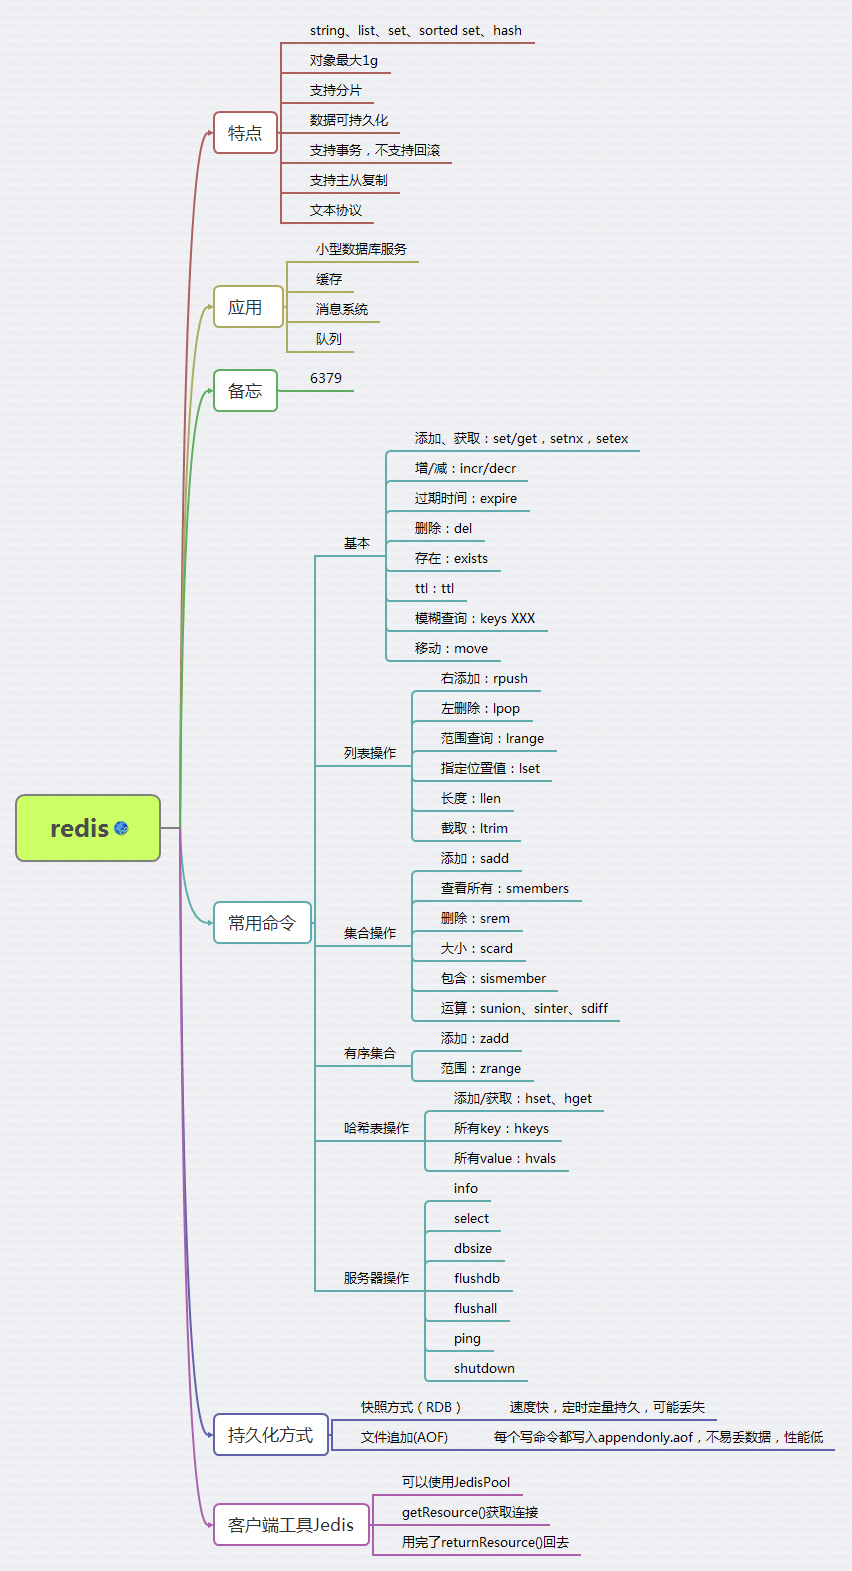 string、list、set、sorted set、hash
对象最大1g
支持分片
数据可持久化
支持事务，不支持回滚
支持主从复制
文本协议
特点
小型数据库服务
缓存
消息系统
队列
应用
6379
备忘
添加、获取：set/get，setnx，setex
增/减：incr/decr
过期时间：expire
删除：del
存在：exists
ttl：ttl
模糊查询：keys XXX
移动：move
基本
右添加：rpush
左删除：lpop
范围查询：lrange
指定位置值：lset
长度：llen
截取：ltrim
列表操作
添加：sadd
查看所有：smembers
删除：srem
大小：scard
包含：sismember
运算：sunion、sinter、sdiff
集合操作
添加：zadd
范围：zrange
有序集合
添加/获取：hset、hget
所有key：hkeys
所有value：hvals
哈希表操作
info
select
dbsize
flushdb
flushall
ping
shutdown
服务器操作
常用命令
redis
快照方式（RDB） 速度快，定时定量持久，可能丢失
文件追加(AOF) 每个写命令都写入appendonly.aof，不易丢数据，性能低
持久化方式
可以使用JedisPool
getResource()获取连接
用完了returnResource()回去
客户端工具Jedis